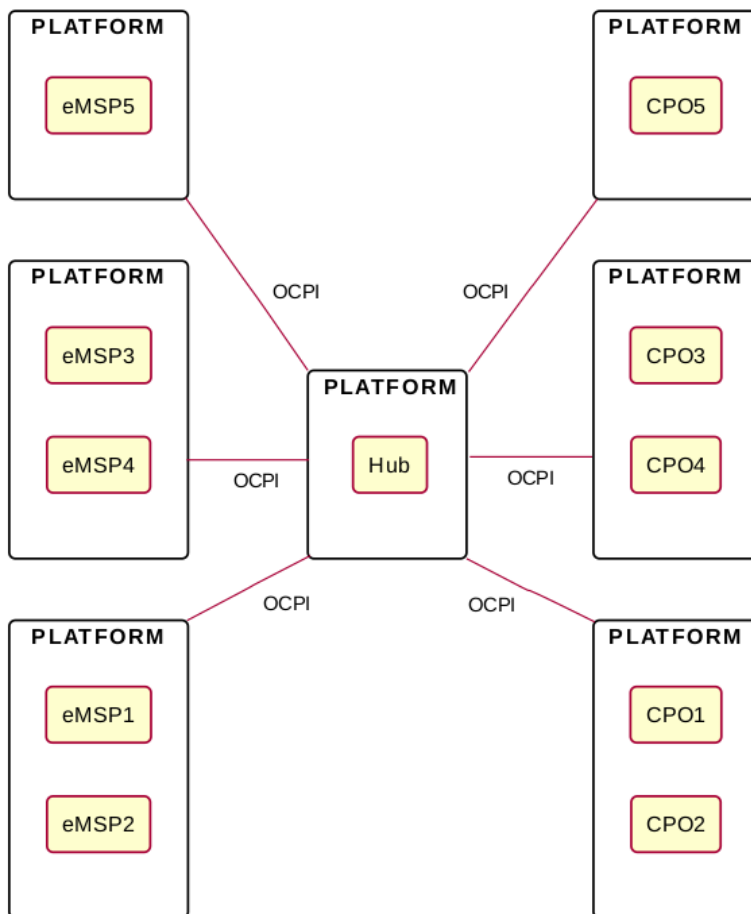 PLATFORM
eMSP5
PLATFORM
CPO5
OCPI
OCPI
PLATFORM
eMSP3
eMSP4
PLATFORM
Hub
PLATFORM
CPO3
CPO4
OCPI
OCPI
OCPI
OCPI
PLATFORM
eMSP1
eMSP2
PLATFORM
CPO1
CPO2